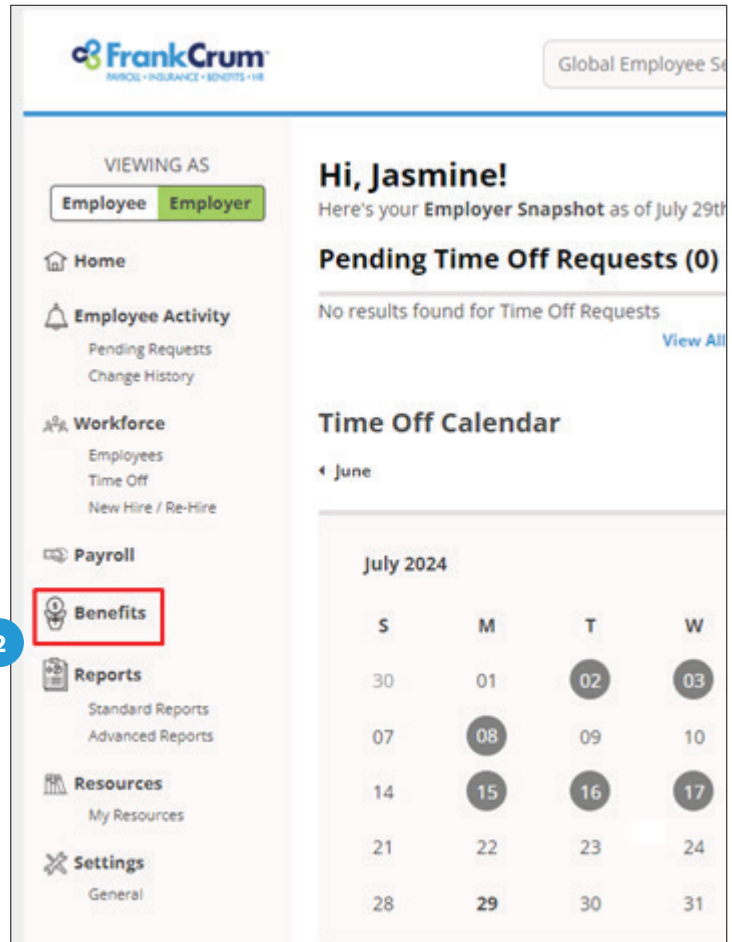 FrankCrum
PAYROLL • INSURANCE • BENEFITS • HR
Global Employee Se
VIEWING AS
Employee Employer
Home
Employee Activity
Pending Requests
Change History
Workforce
Employees
Time Off
New Hire / Re-Hire
Payroll
Benefits
2
Reports
Standard Reports
Advanced Reports
Resources
My Resources
Settings
General
Hi, Jasmine!
Here's your Employer Snapshot as of July 29th
Pending Time Off Requests (0)
No results found for Time Off Requests
View All
Time Off Calendar
June
July 2024
S M T W
30 01 02 03
07 08 09 10
14 15 16 17
21 22 23 24
28 29 30 31